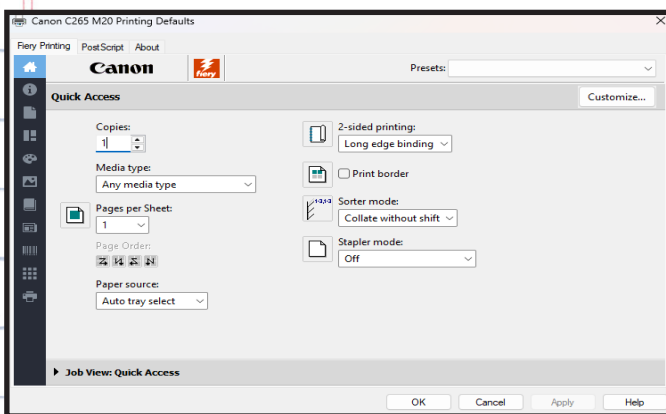 Canon C265 M20 Printing Defaults
Fiery Printing PostScript About
Canon fiery Presets:
Quick Access Customize...
Copies:
1
Media type:
Any media type
Pages per Sheet:
1
Page Order:
Paper source:
Auto tray select
2-sided printing:
Long edge binding
Print border
Sorter mode:
Collate without shift
Stapler mode:
Off
Job View: Quick Access
OK Cancel Apply Help